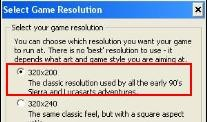 Select Game Resolution
Select your game resolution
You can choose which resolution you want your game
to run at. There is no 'best' resolution to use - it
depends what art and game style you are aiming at.
320x200
The classic resolution used by all the early 90's
Sierra and Lucasarts adventures.
320x240
The same classic feel, but with a square aspect